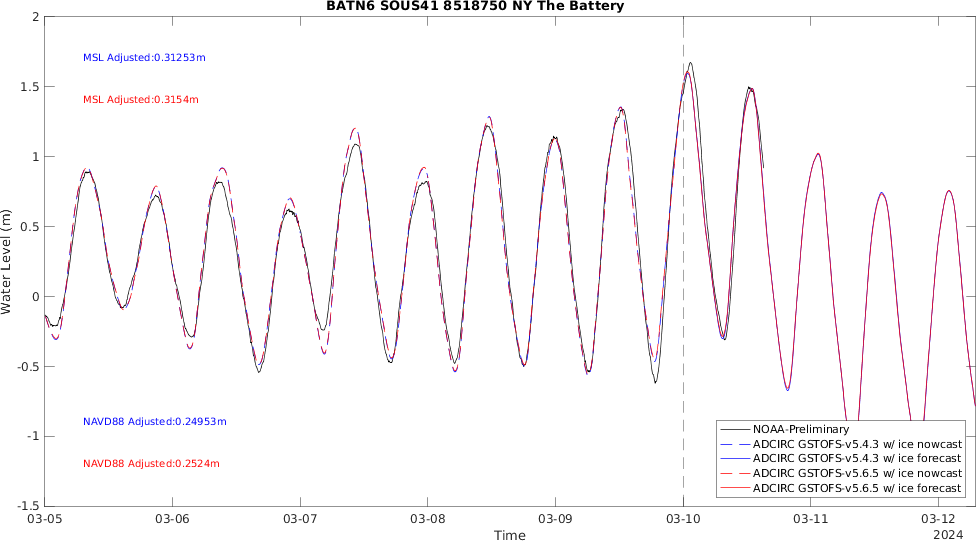 BATN6 SOUS41 8518750 NY The Battery
2
1.5
1
0.5
0
-0.5
-1
-1.5
Water Level (m)
MSL Adjusted:0.31253m
MSL Adjusted:0.3154m
NAVD88 Adjusted:0.24953m
NAVD88 Adjusted:0.2524m
NOAA-Preliminary
ADCIRC GSTOFS-v5.4.3 w/ ice nowcast
ADCIRC GSTOFS-v5.4.3 w/ ice forecast
ADCIRC GSTOFS-v5.6.5 w/ ice nowcast
ADCIRC GSTOFS-v5.6.5 w/ ice forecast
03-05 03-06 03-07 03-08 03-09 03-10 03-11 03-12
Time
2024